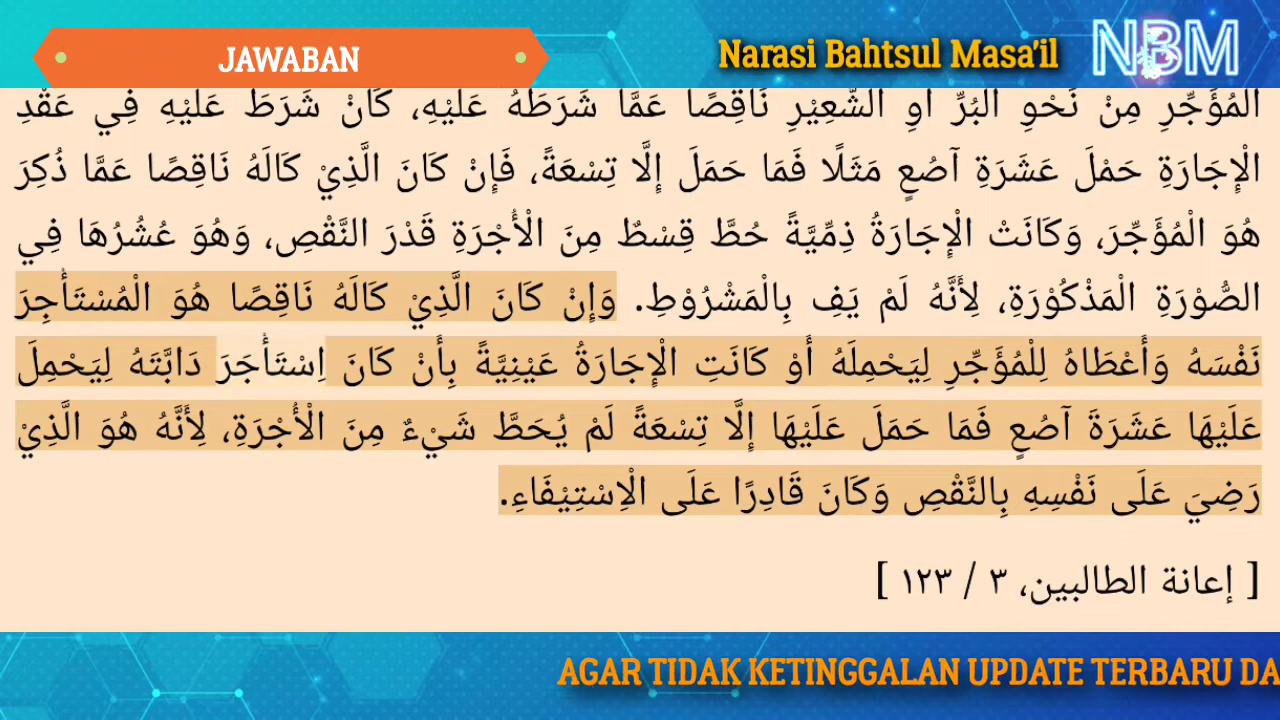 JAWABAN
Narasi Bahtsul Masa'il
NBM
الْمُؤَجِّرِ مِنْ نَحْوِ الْبُرِّ أَوِ الشَّعِيْرِ نَاقِصًا عَمَّا شَرَطَهُ عَلَيْهِ، كَأَنْ شَرَطَ عَلَيْهِ فِي عَقْدِ
الْإِجَارَةِ حَمْلَ عَشَرَةِ آصُعٍ مَثَلًا فَمَا حَمَلَ إِلَّا تِسْعَةً، فَإِنْ كَانَ الَّذِيْ كَالَهُ نَاقِصًا عَمَّا ذُكِرَ
هُوَ الْمُؤَجِّرَ، وَكَانَتْ الْإِجَارَةُ ذِمِّيَّةً حُطَّ قِسْطٌ مِنَ الْأُجْرَةِ قَدْرَ النَّقْصِ، وَهُوَ عُشُرُهَا فِي
الصُّوْرَةِ الْمَذْكُوْرَةِ، لِأَنَّهُ لَمْ يَفِ بِالْمَشْرُوْطِ. وَإِنْ كَانَ الَّذِيْ كَالَهُ نَاقِصًا هُوَ الْمُسْتَأْجِرَ
نَفْسَهُ وَأَعْطَاهُ لِلْمُؤَجِّرِ لِيَحْمِلَهُ أَوْ كَانَتِ الْإِجَارَةُ عَيْنِيَّةً بِأَنْ كَانَ اِسْتَأْجَرَ دَابَّتَهُ لِيَحْمِلَ
عَلَيْهَا عَشَرَةَ آصُعٍ فَمَا حَمَلَ عَلَيْهَا إِلَّا تِسْعَةً لَمْ يُحَطَّ شَيْءٌ مِنَ الْأُجْرَةِ، لِأَنَّهُ هُوَ الَّذِيْ
رَضِيَ عَلَى نَفْسِهِ بِالنَّقْصِ وَكَانَ قَادِرًا عَلَى الْاِسْتِيْفَاءِ.
[ إعانة الطالبين، ٣ / ١٢٣ ]
AGAR TIDAK KETINGGALAN UPDATE TERBARU DA